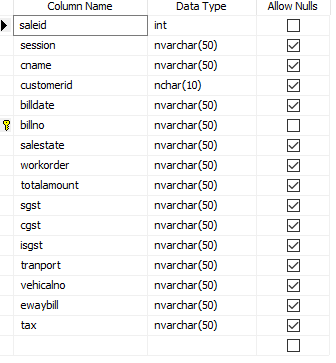 Column Name Data Type Allow Nulls
saleid int
session nvarchar(50)
cname nvarchar(50)
customerid nchar(10)
billdate nvarchar(50)
billno nvarchar(50)
salestate nvarchar(50)
workorder nvarchar(50)
totalamount nvarchar(50)
sgst nvarchar(50)
cgst nvarchar(50)
isgst nvarchar(50)
tranport nvarchar(50)
vehicalno nvarchar(50)
ewaybill nvarchar(50)
tax nvarchar(50)